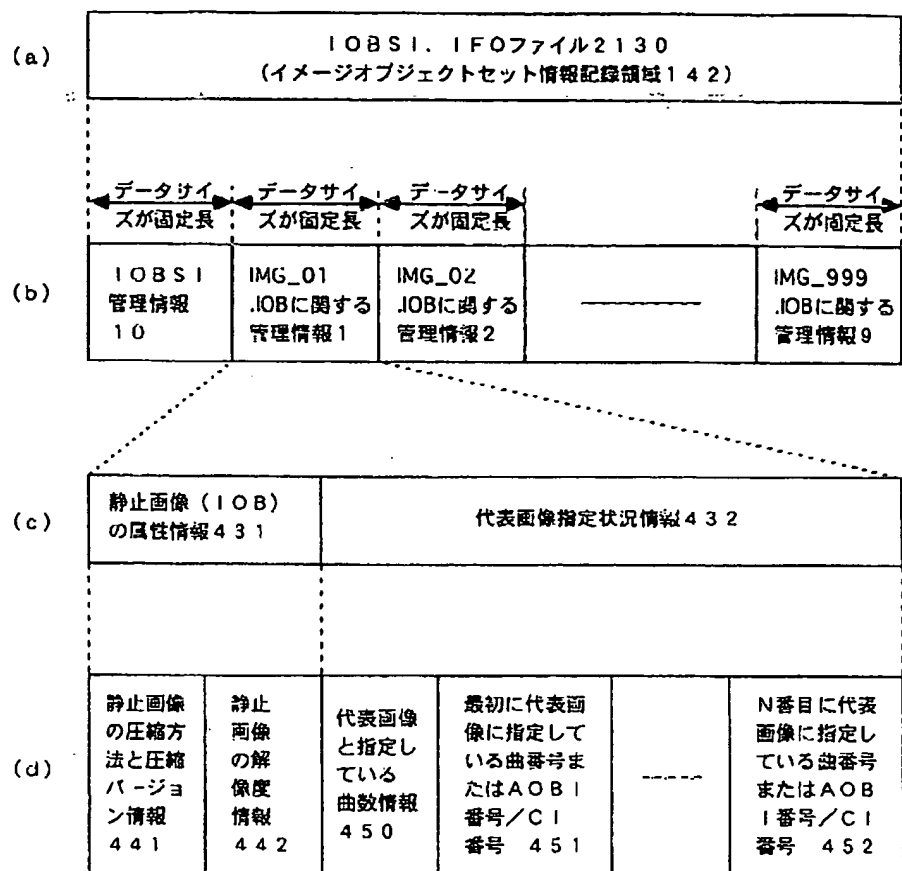 (a)
IOBSI. IFOファイル2130
(イメージオブジェクトセット情報記録領域142)
データサイ
ズが固定長
データサイ
ズが固定長
データサイ
ズが固定長
データサイ
ズが固定長
(b)
IOBSI
管理情報
10
IMG_01
.IOBに関する
管理情報1
IMG_02
.IOBに関する
管理情報2
IMG_999
.IOBに関する
管理情報9
(c)
静止画像(IOB)
の属性情報431
代表画像指定状況情報432
(d)
静止画像
の圧縮方
法と圧縮
バージョ
ン情報
441
静止
画像
の解
像度
情報
442
代表画像
と指定し
ている
曲数情報
450
最初に代表画
像に指定して
いる曲番号ま
たはAOBI
番号/CI
番号 451
N番目に代表
画像に指定し
ている曲番号
またはAOB
I番号/CI
番号 452